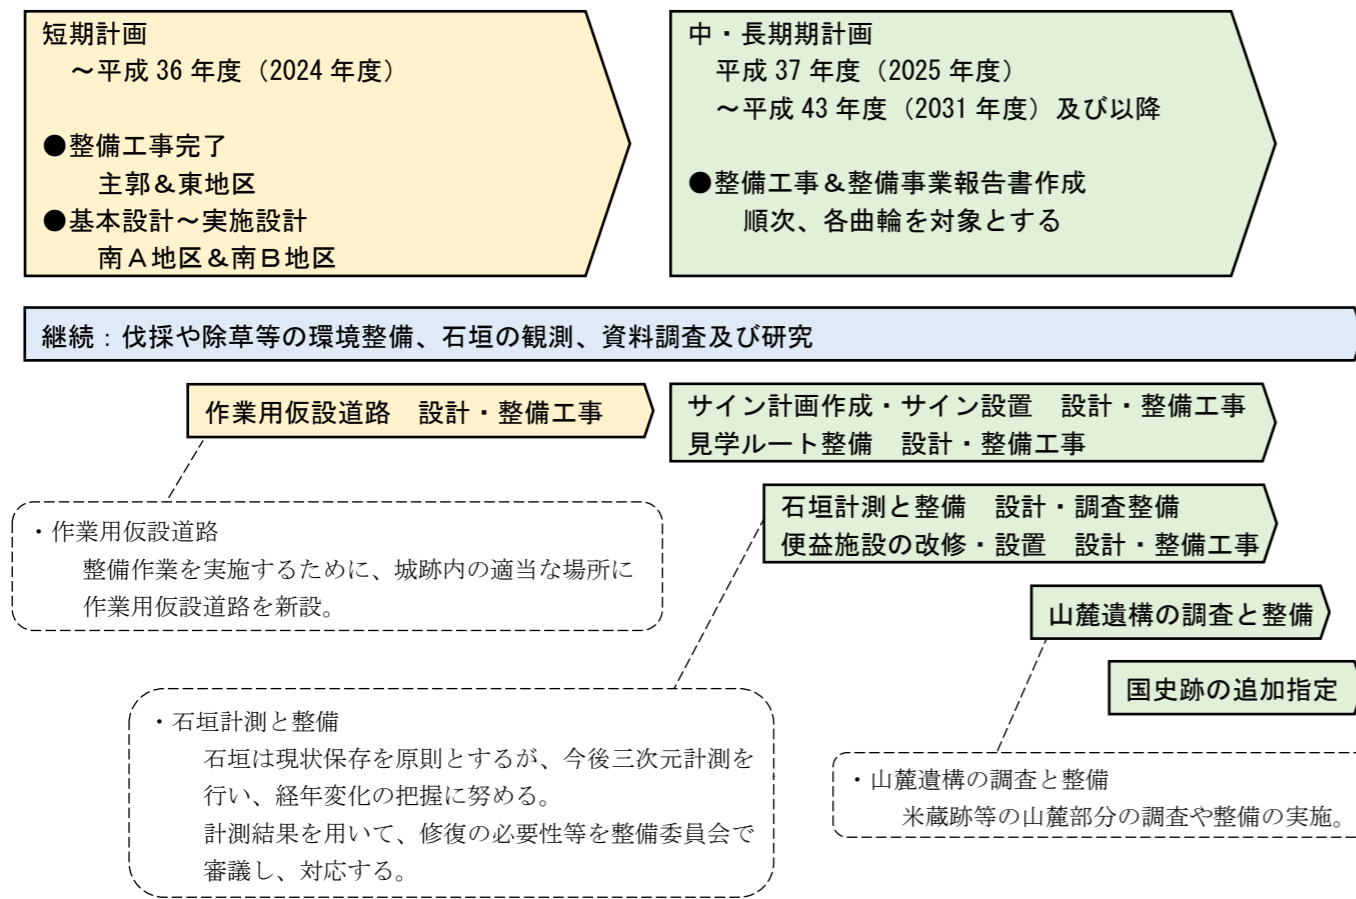 短期計画
～平成 36 年度（2024 年度）
●整備工事完了
主郭＆東地区
●基本設計～実施設計
南Ａ地区＆南Ｂ地区
中・長期期計画
平成 37 年度（2025 年度）
～平成 43 年度（2031 年度）及び以降
●整備工事＆整備事業報告書作成
順次、各曲輪を対象とする
継続：伐採や除草等の環境整備、石垣の観測、資料調査及び研究
作業用仮設道路　設計・整備工事
サイン計画作成・サイン設置　設計・整備工事
見学ルート整備　設計・整備工事
石垣計測と整備　設計・調査整備
便益施設の改修・設置　設計・整備工事
・作業用仮設道路
整備作業を実施するために、城跡内の適当な場所に
作業用仮設道路を新設。
山麓遺構の調査と整備
国史跡の追加指定
・石垣計測と整備
石垣は現状保存を原則とするが、今後三次元計測を
行い、経年変化の把握に努める。
計測結果を用いて、修復の必要性等を整備委員会で
審議し、対応する。
・山麓遺構の調査と整備
米蔵跡等の山麓部分の調査や整備の実施。